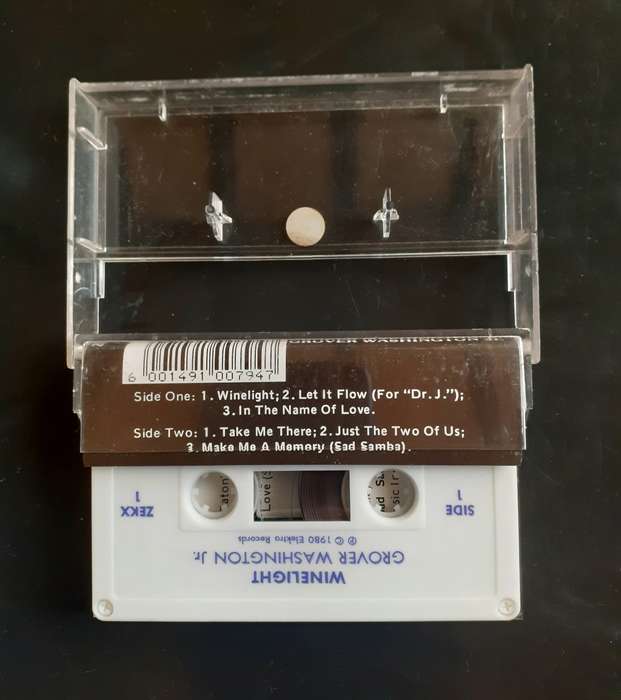 GROVER WASHINGTON Jr.
6 001491 007947
Side One: 1. Winelight; 2. Let It Flow (For “Dr. J.”);
3. In The Name Of Love.
Side Two: 1. Take Me There; 2. Just The Two Of Us;
3. Make Me A Memory (Sad Samba).
aton'
Love (S
SIDE
1
ZEKX
1
℗ © 1980 Elektra Records
GROVER WASHINGTON Jr.
WINELIGHT